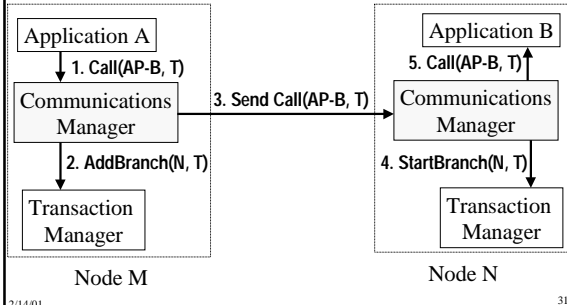 Application A
1. Call(AP-B, T)
Communications
Manager
2. AddBranch(N, T)
Transaction
Manager
Node M
3. Send Call(AP-B, T)
Application B
5. Call(AP-B, T)
Communications
Manager
4. StartBranch(N, T)
Transaction
Manager
Node N
2/14/01
31